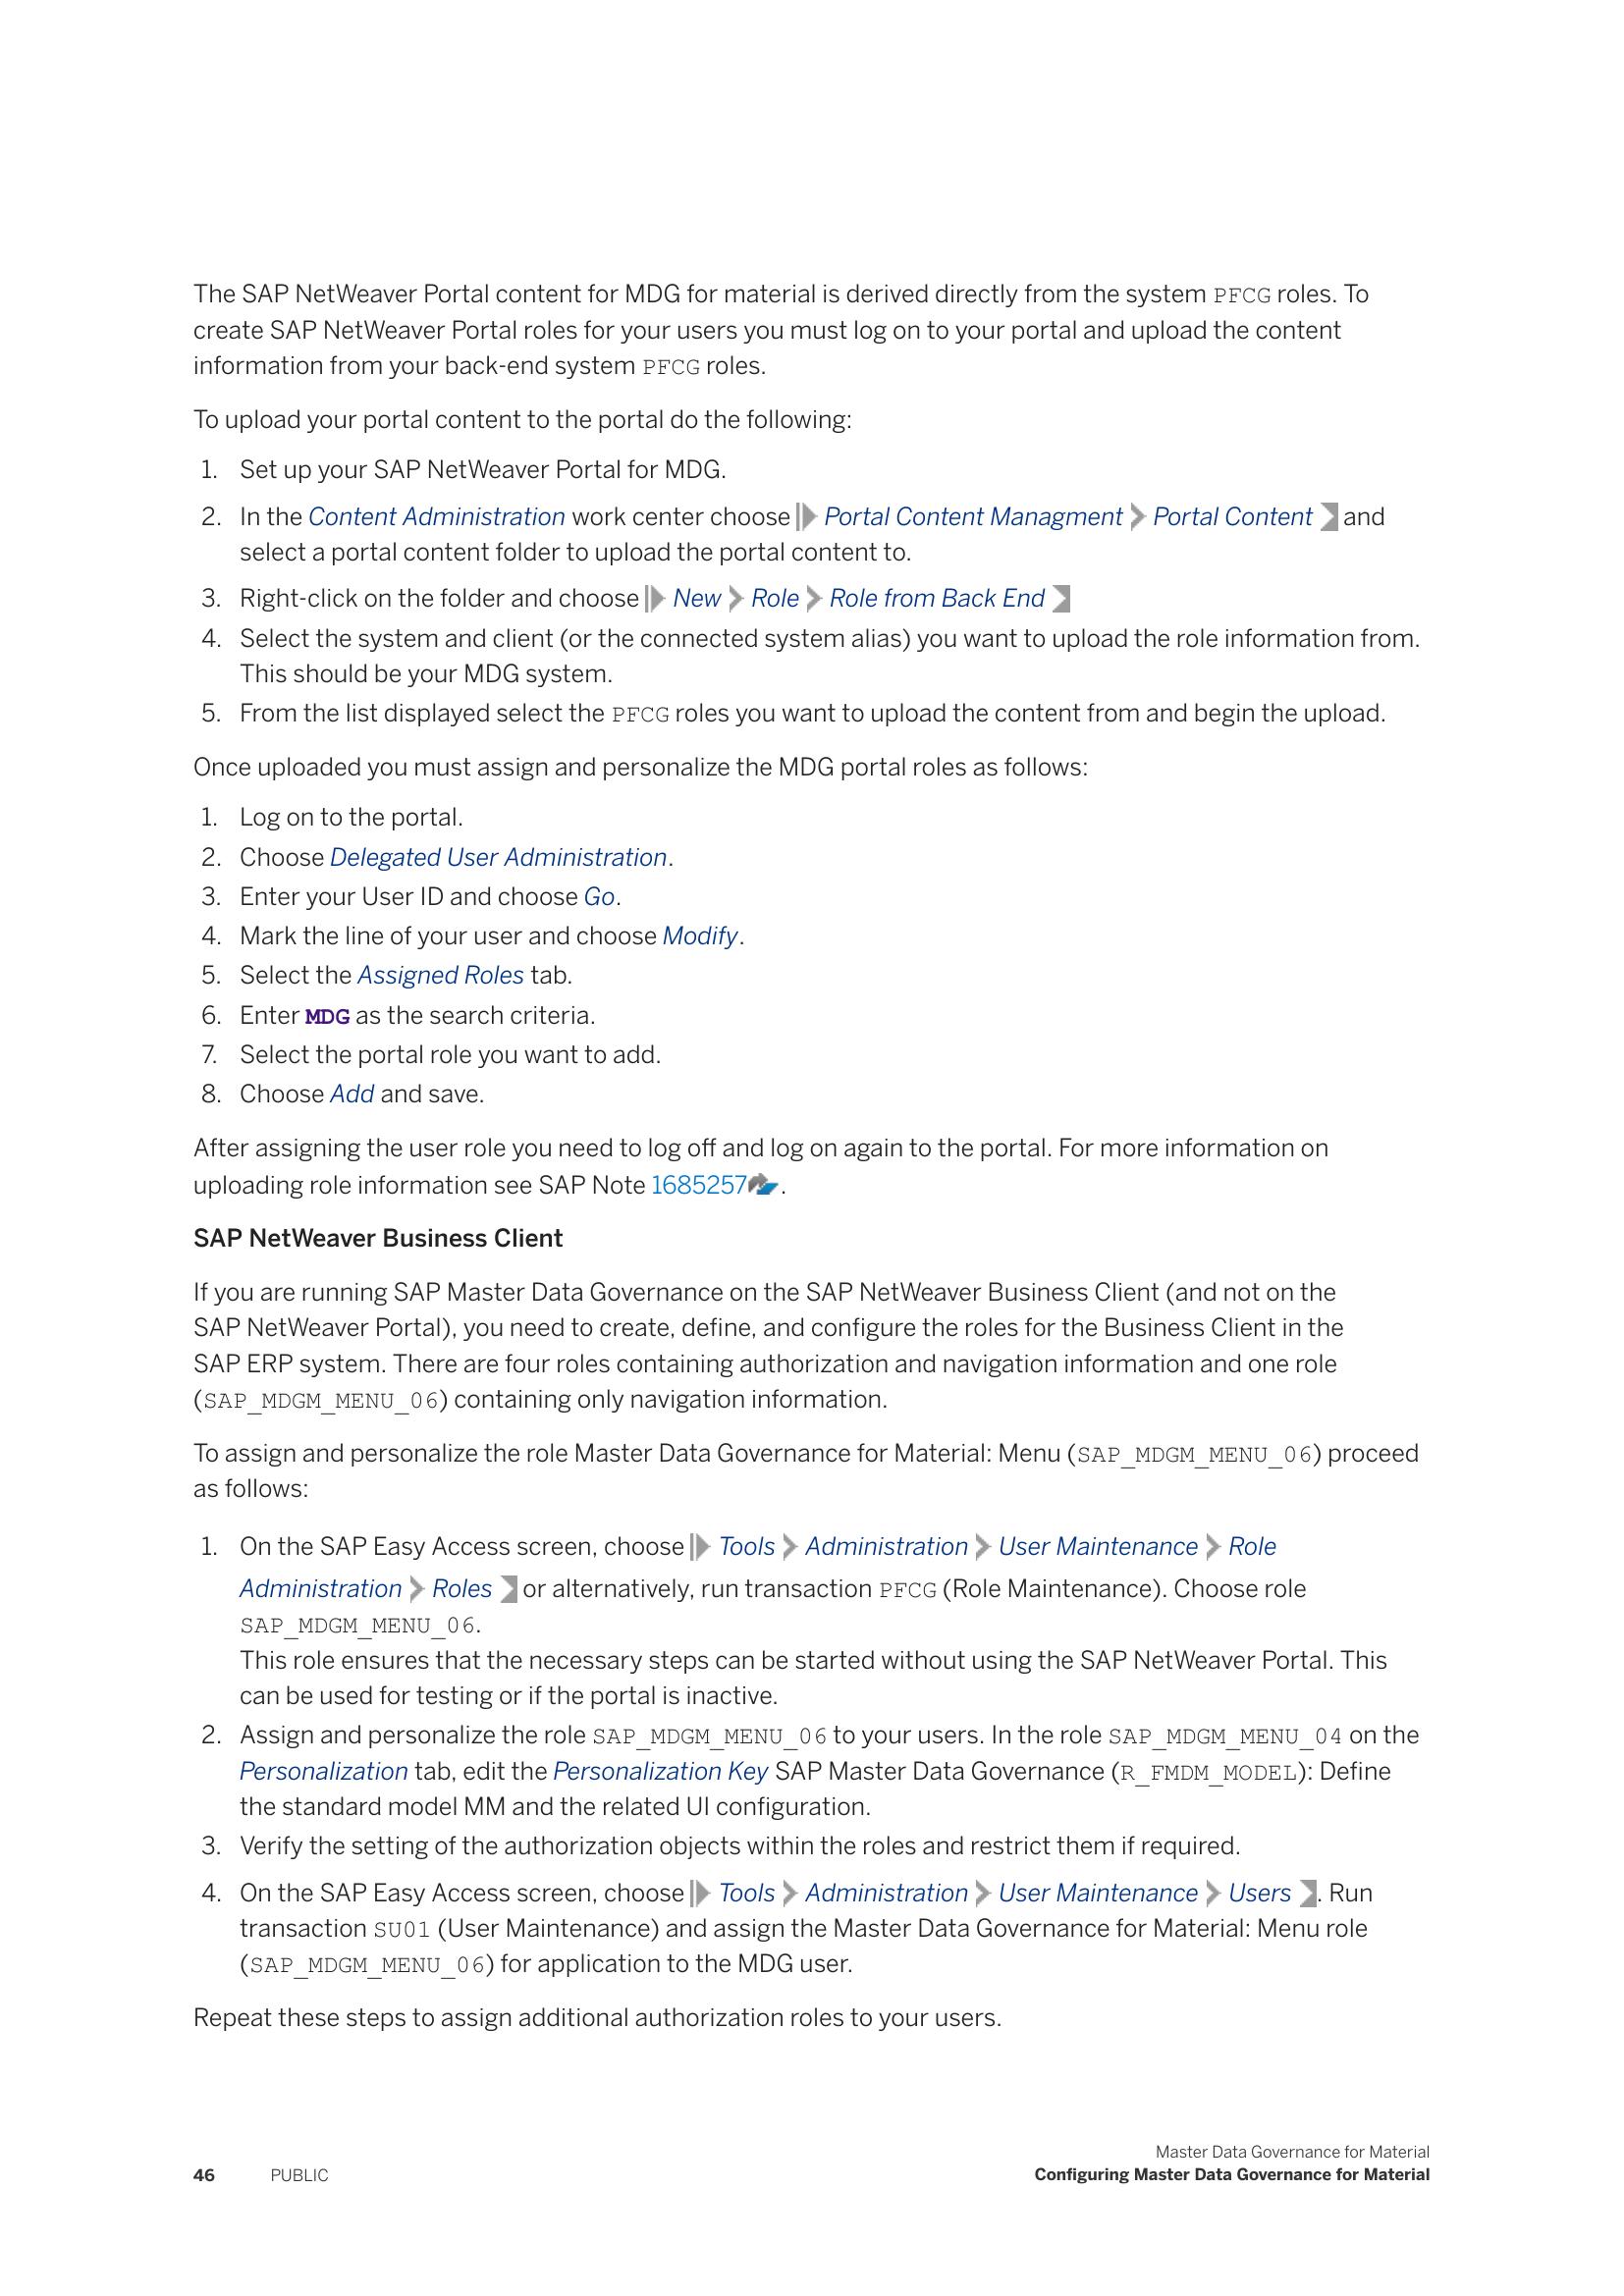 The SAP NetWeaver Portal content for MDG for material is derived directly from the system PFCG roles. To
create SAP NetWeaver Portal roles for your users you must log on to your portal and upload the content
information from your back-end system PFCG roles.
To upload your portal content to the portal do the following:
1. Set up your SAP NetWeaver Portal for MDG.
2. In the Content Administration work center choose Portal Content Managment Portal Content and
select a portal content folder to upload the portal content to.
3. Right-click on the folder and choose New Role Role from Back End
4. Select the system and client (or the connected system alias) you want to upload the role information from.
This should be your MDG system.
5. From the list displayed select the PFCG roles you want to upload the content from and begin the upload.
Once uploaded you must assign and personalize the MDG portal roles as follows:
1. Log on to the portal.
2. Choose Delegated User Administration.
3. Enter your User ID and choose Go.
4. Mark the line of your user and choose Modify.
5. Select the Assigned Roles tab.
6. Enter MDG as the search criteria.
7. Select the portal role you want to add.
8. Choose Add and save.
After assigning the user role you need to log off and log on again to the portal. For more information on
uploading role information see SAP Note 1685257.
SAP NetWeaver Business Client
If you are running SAP Master Data Governance on the SAP NetWeaver Business Client (and not on the
SAP NetWeaver Portal), you need to create, define, and configure the roles for the Business Client in the
SAP ERP system. There are four roles containing authorization and navigation information and one role
(SAP_MDGM_MENU_06) containing only navigation information.
To assign and personalize the role Master Data Governance for Material: Menu (SAP_MDGM_MENU_06) proceed
as follows:
1. On the SAP Easy Access screen, choose Tools Administration User Maintenance Role
Administration Roles or alternatively, run transaction PFCG (Role Maintenance). Choose role
SAP_MDGM_MENU_06.
This role ensures that the necessary steps can be started without using the SAP NetWeaver Portal. This
can be used for testing or if the portal is inactive.
2. Assign and personalize the role SAP_MDGM_MENU_06 to your users. In the role SAP_MDGM_MENU_04 on the
Personalization tab, edit the Personalization Key SAP Master Data Governance (R_FMDM_MODEL): Define
the standard model MM and the related UI configuration.
3. Verify the setting of the authorization objects within the roles and restrict them if required.
4. On the SAP Easy Access screen, choose Tools Administration User Maintenance Users . Run
transaction SU01 (User Maintenance) and assign the Master Data Governance for Material: Menu role
(SAP_MDGM_MENU_06) for application to the MDG user.
Repeat these steps to assign additional authorization roles to your users.
Master Data Governance for Material
46 PUBLIC Configuring Master Data Governance for Material